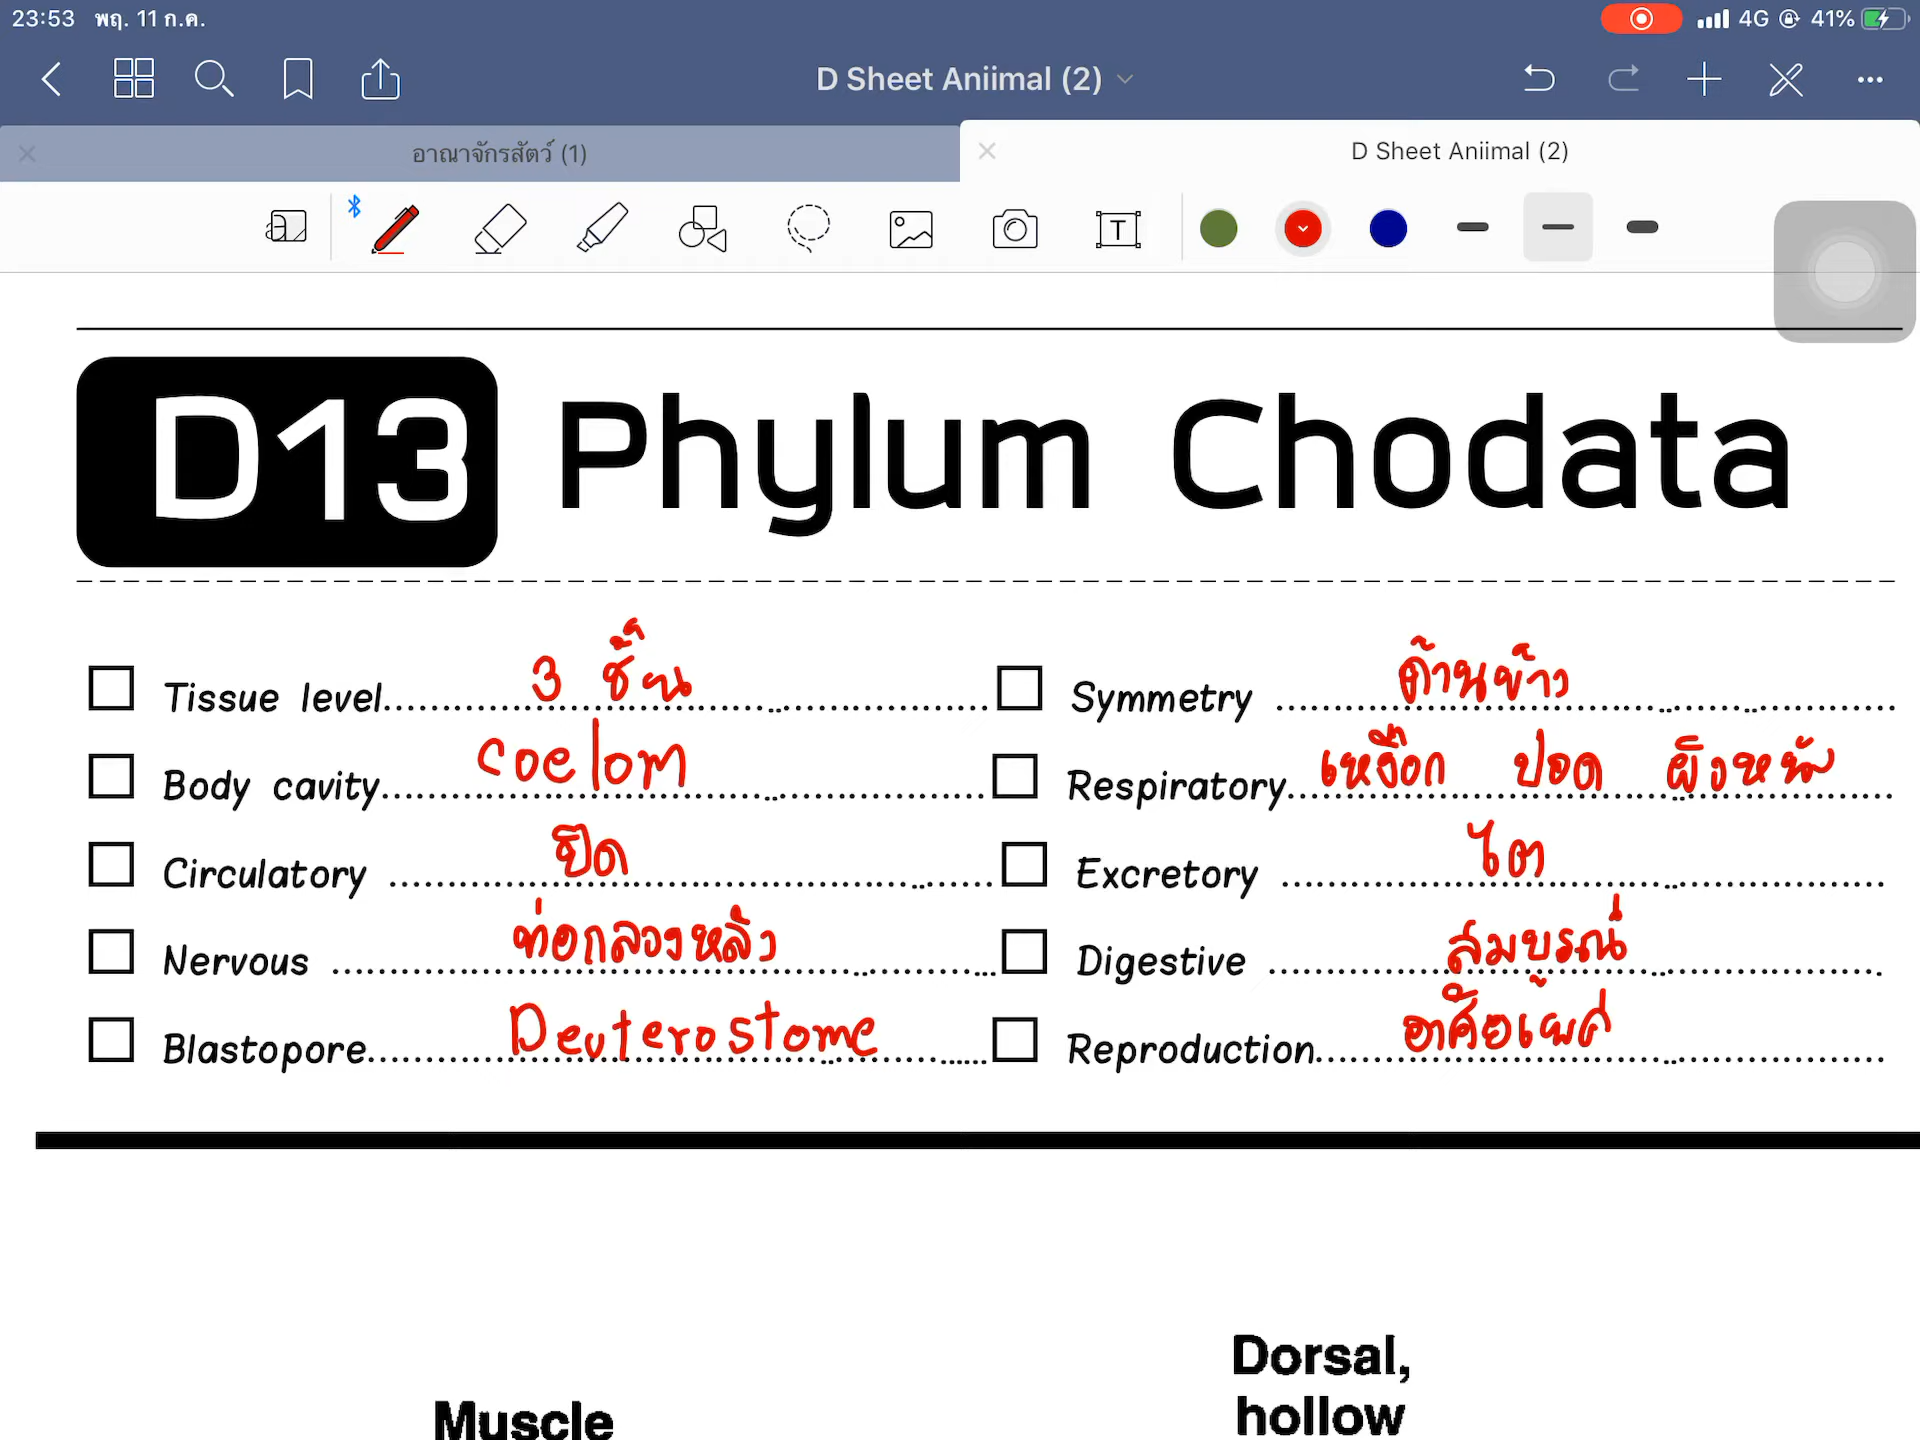 23:53 พฤ. 11 ก.ค. 4G 41%
D Sheet Aniimal (2)
อาณาจักรสัตว์ (1) D Sheet Aniimal (2)
D13 Phylum Chodata
Tissue level 3 ชั้น Symmetry ด้านข้าง
Body cavity coelom Respiratory เหงือก ปอด ผิวหนัง
Circulatory ปิด Excretory ไต
Nervous ท่อกลวงหลัง Digestive สมบูรณ์
Blastopore Deuterostome Reproduction อาศัยเพศ
Dorsal,
Muscle hollow